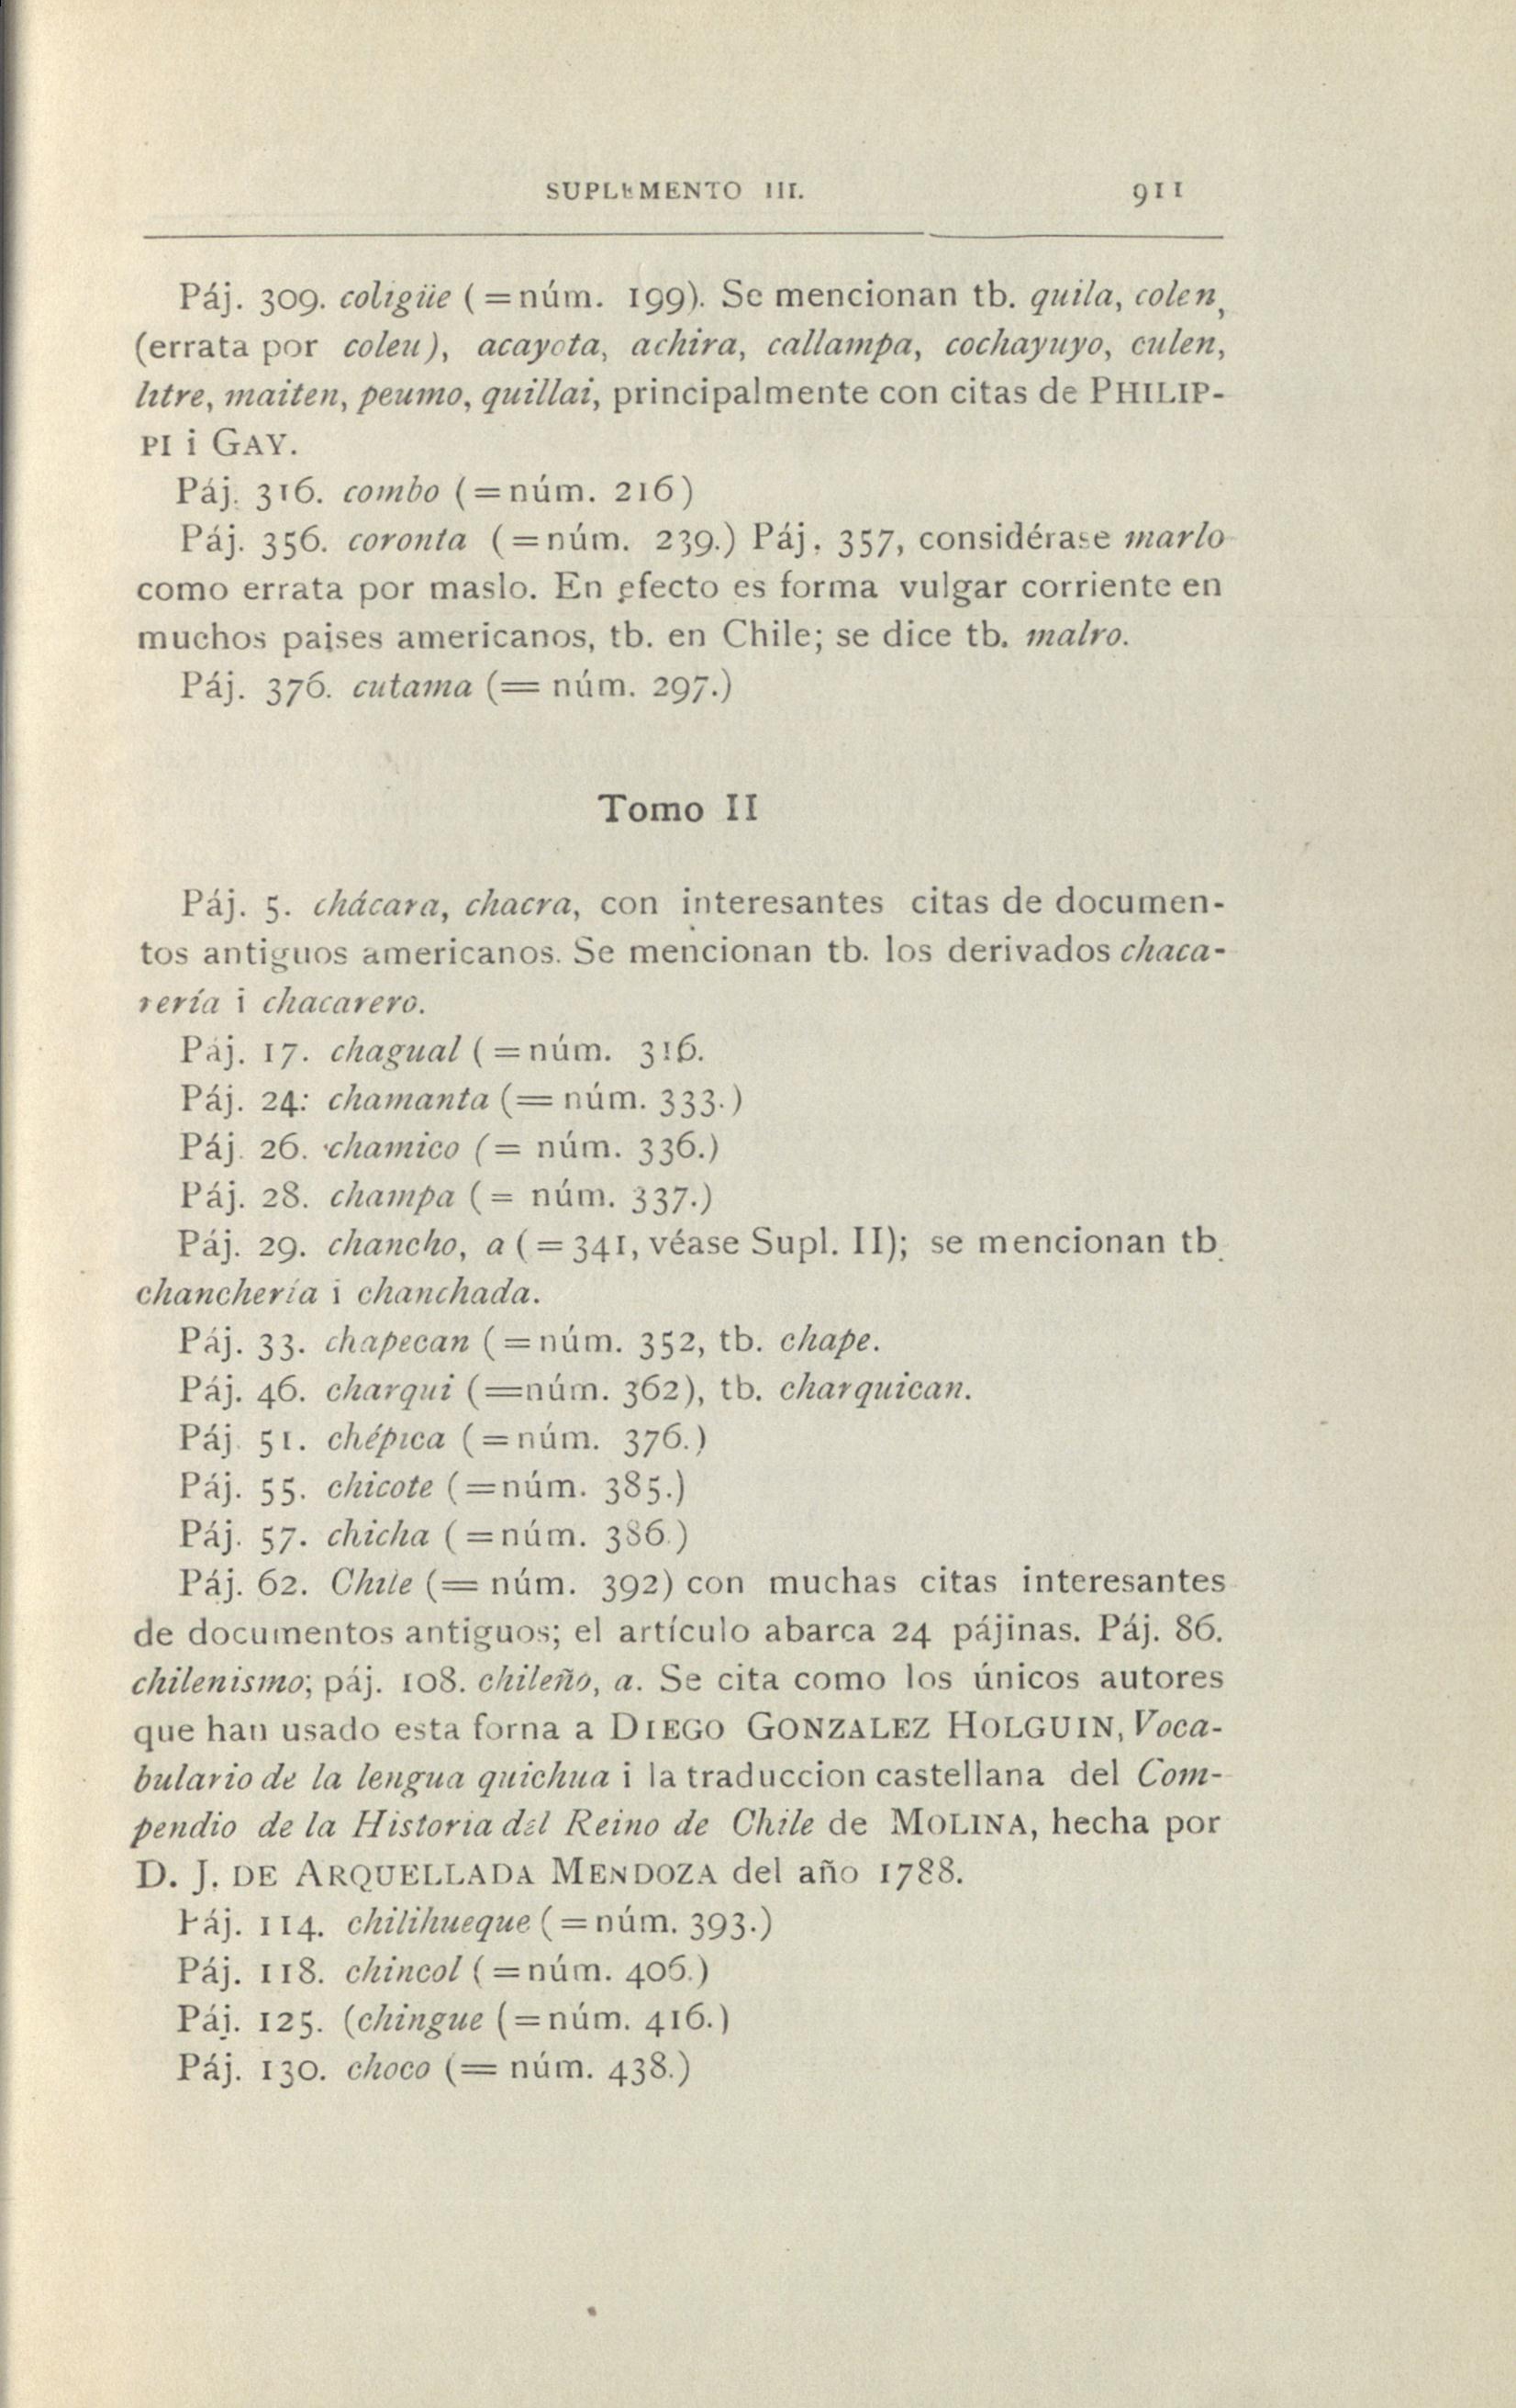 SUPLEMENTO III. 911
Páj. 309. coligüe (=núm. 199). Se mencionan tb. quila, colen,
(errata por coleu), acayota, achira, callampa, cochayuyo, culen,
litre, maiten, peumo, quillai, principalmente con citas de PHILIP-
PI i GAY.
Páj. 316. combo (=núm. 216)
Páj. 356. coronta (=núm. 239.) Páj. 357, considérase marlo
como errata por maslo. En efecto es forma vulgar corriente en
muchos paises americanos, tb. en Chile; se dice tb. malro.
Páj. 376. cutama (= núm. 297.)
Tomo II
Páj. 5. chácara, chacra, con interesantes citas de documen-
tos antiguos americanos. Se mencionan tb. los derivados chaca-
rería i chacarero.
Páj. 17. chagual (=núm. 316.
Páj. 24: chamanta (= núm. 333.)
Páj. 26. chamico (= núm. 336.)
Páj. 28. champa (= núm. 337.)
Páj. 29. chancho, a (=341, véase Supl. II); se mencionan tb.
chanchería i chanchada.
Páj. 33. chapecan (=núm. 352, tb. chape.
Páj. 46. charqui (=núm. 362), tb. charquican.
Páj. 51. chépica (=núm. 376.)
Páj. 55. chicote (=núm. 385.)
Páj. 57. chicha (=núm. 386.)
Páj. 62. Chile (= núm. 392) con muchas citas interesantes
de documentos antiguos; el artículo abarca 24 pájinas. Páj. 86.
chilenismo; páj. 108. chileño, a. Se cita como los únicos autores
que han usado esta forna a DIEGO GONZALEZ HOLGUIN, Voca-
bulario de la lengua quichua i la traduccion castellana del Com-
pendio de la Historia del Reino de Chile de MOLINA, hecha por
D. J. DE ARQUELLADA MENDOZA del año 1788.
Páj. 114. chilihueque (=núm. 393.)
Páj. 118. chincol (=núm. 406.)
Páj. 125. (chingue (=núm. 416.)
Páj. 130. choco (= núm. 438.)